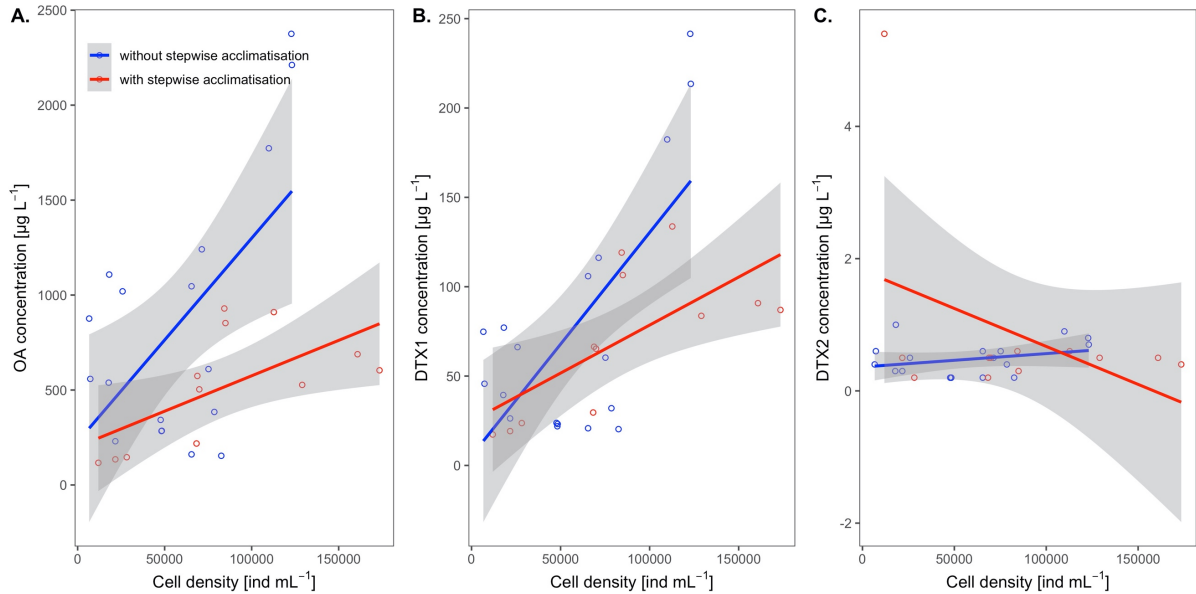 A.
2500
2000
1500
1000
500
0
OA concentration [µg L⁻¹]
without stepwise acclimatisation
with stepwise acclimatisation
0 50000 100000 150000
Cell density [ind mL⁻¹]
B.
250
200
150
100
50
0
DTX1 concentration [µg L⁻¹]
0 50000 100000 150000
Cell density [ind mL⁻¹]
C.
4
2
0
-2
DTX2 concentration [µg L⁻¹]
0 50000 100000 150000
Cell density [ind mL⁻¹]